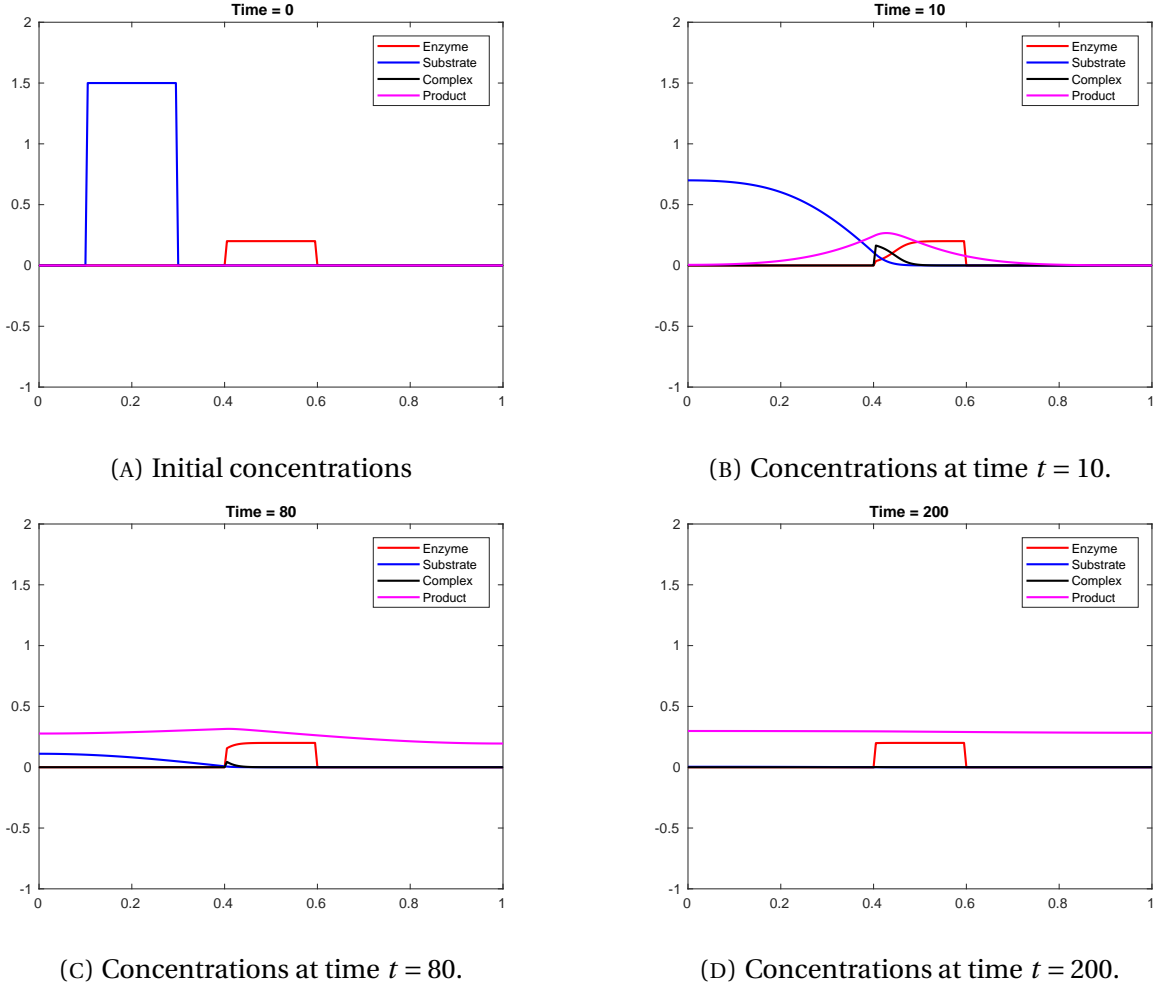 Time = 0
2
1.5
1
0.5
0
-0.5
-1
0
0.2
0.4
0.6
0.8
1
Enzyme
Substrate
Complex
Product
(A) Initial concentrations
Time = 10
2
1.5
1
0.5
0
-0.5
-1
0
0.2
0.4
0.6
0.8
1
Enzyme
Substrate
Complex
Product
(B) Concentrations at time t = 10.
Time = 80
2
1.5
1
0.5
0
-0.5
-1
0
0.2
0.4
0.6
0.8
1
Enzyme
Substrate
Complex
Product
(C) Concentrations at time t = 80.
Time = 200
2
1.5
1
0.5
0
-0.5
-1
0
0.2
0.4
0.6
0.8
1
Enzyme
Substrate
Complex
Product
(D) Concentrations at time t = 200.